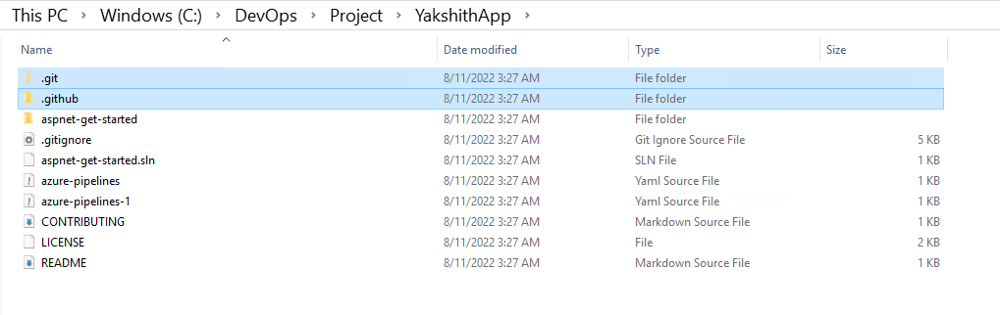 This PC > Windows (C:) > DevOps > Project > YakshithApp >
Name Date modified Type Size
.git 8/11/2022 3:27 AM File folder
.github 8/11/2022 3:27 AM File folder
aspnet-get-started 8/11/2022 3:27 AM File folder
.gitignore 8/11/2022 3:27 AM Git Ignore Source File 5 KB
aspnet-get-started.sln 8/11/2022 3:27 AM SLN File 1 KB
azure-pipelines 8/11/2022 3:27 AM Yaml Source File 1 KB
azure-pipelines-1 8/11/2022 3:27 AM Yaml Source File 1 KB
CONTRIBUTING 8/11/2022 3:27 AM Markdown Source File 1 KB
LICENSE 8/11/2022 3:27 AM File 2 KB
README 8/11/2022 3:27 AM Markdown Source File 1 KB